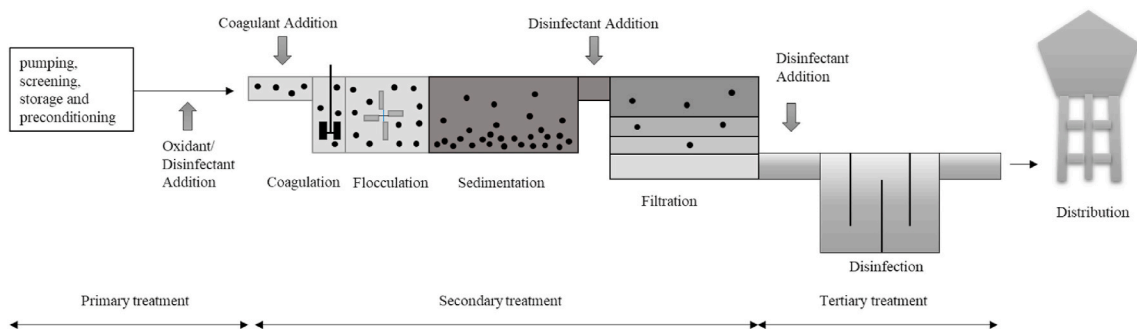 Coagulant Addition
Disinfectant Addition
Disinfectant
Addition
pumping,
screening,
storage and
preconditioning
Oxidant/
Disinfectant
Addition
Coagulation
Flocculation
Sedimentation
Filtration
Disinfection
Distribution
Primary treatment
Secondary treatment
Tertiary treatment